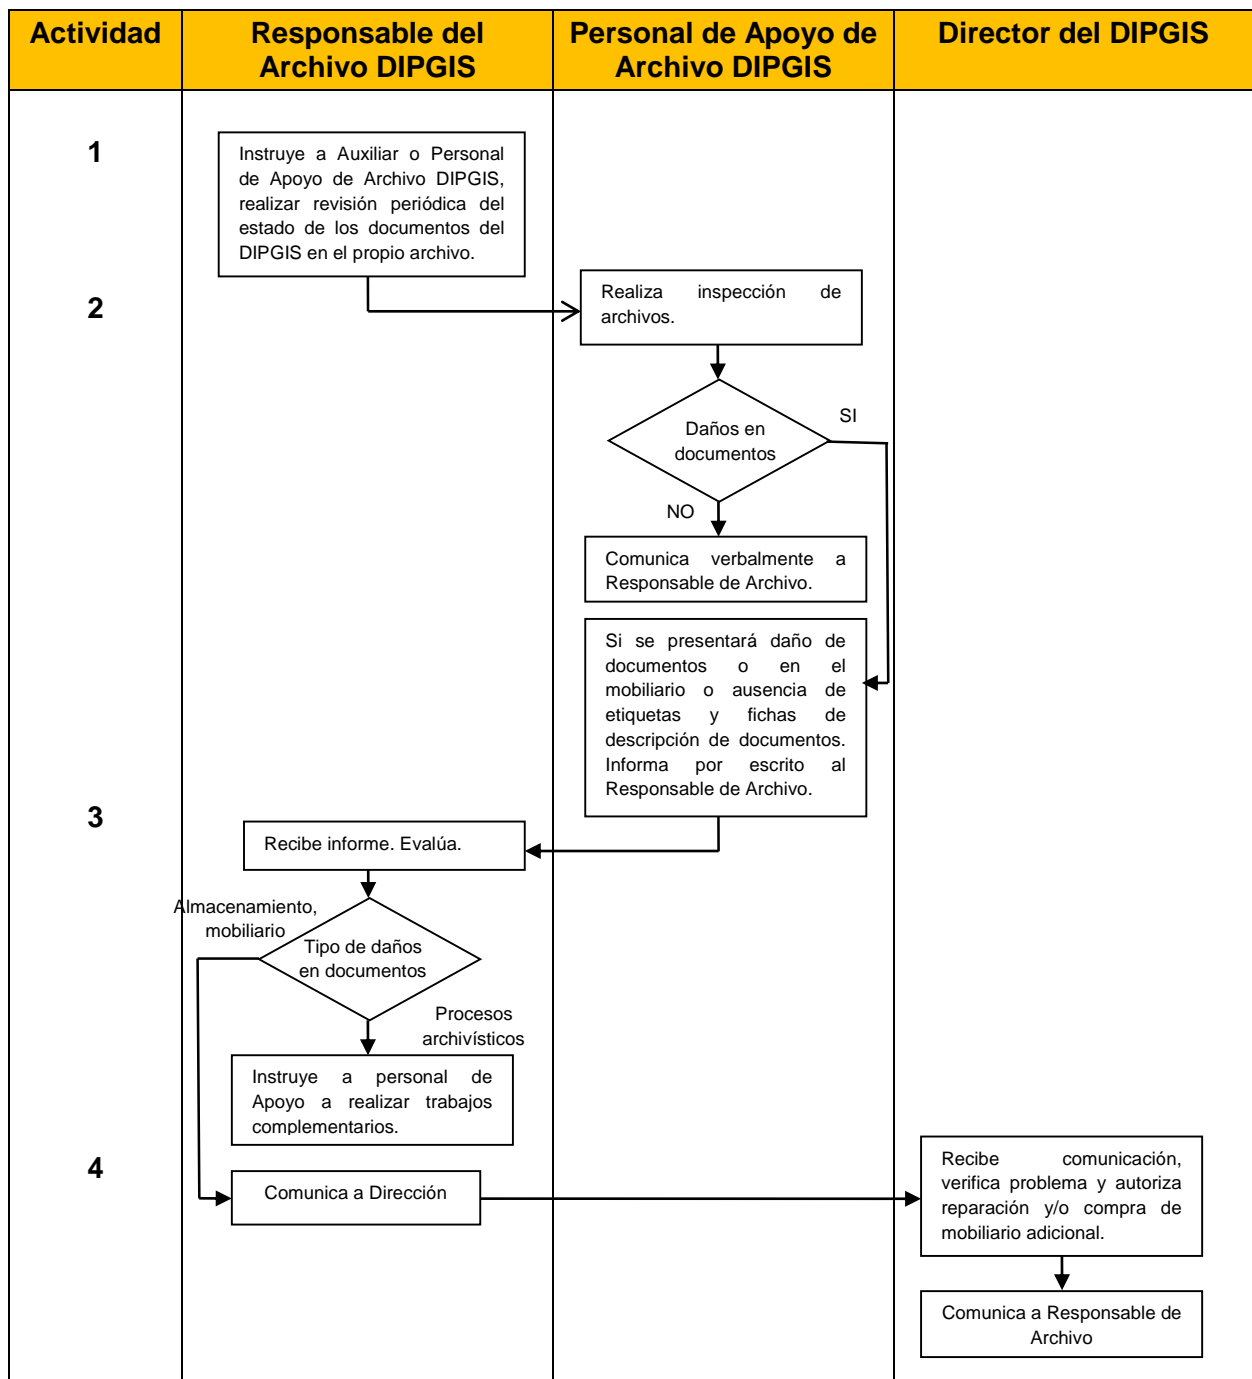 Actividad
Responsable del
Archivo DIPGIS
Personal de Apoyo de
Archivo DIPGIS
Director del DIPGIS
1
Instruye a Auxiliar o Personal
de Apoyo de Archivo DIPGIS,
realizar revisión periódica del
estado de los documentos del
DIPGIS en el propio archivo.
2
Realiza inspección de
archivos.
Daños en
documentos
SI
NO
Comunica verbalmente a
Responsable de Archivo.
Si se presentará daño de
documentos o en el
mobiliario o ausencia de
etiquetas y fichas de
descripción de documentos.
Informa por escrito al
Responsable de Archivo.
3
Recibe informe. Evalúa.
Almacenamiento,
mobiliario
Tipo de daños
en documentos
Procesos
archivísticos
Instruye a personal de
Apoyo a realizar trabajos
complementarios.
4
Comunica a Dirección
Recibe comunicación,
verifica problema y autoriza
reparación y/o compra de
mobiliario adicional.
Comunica a Responsable de
Archivo